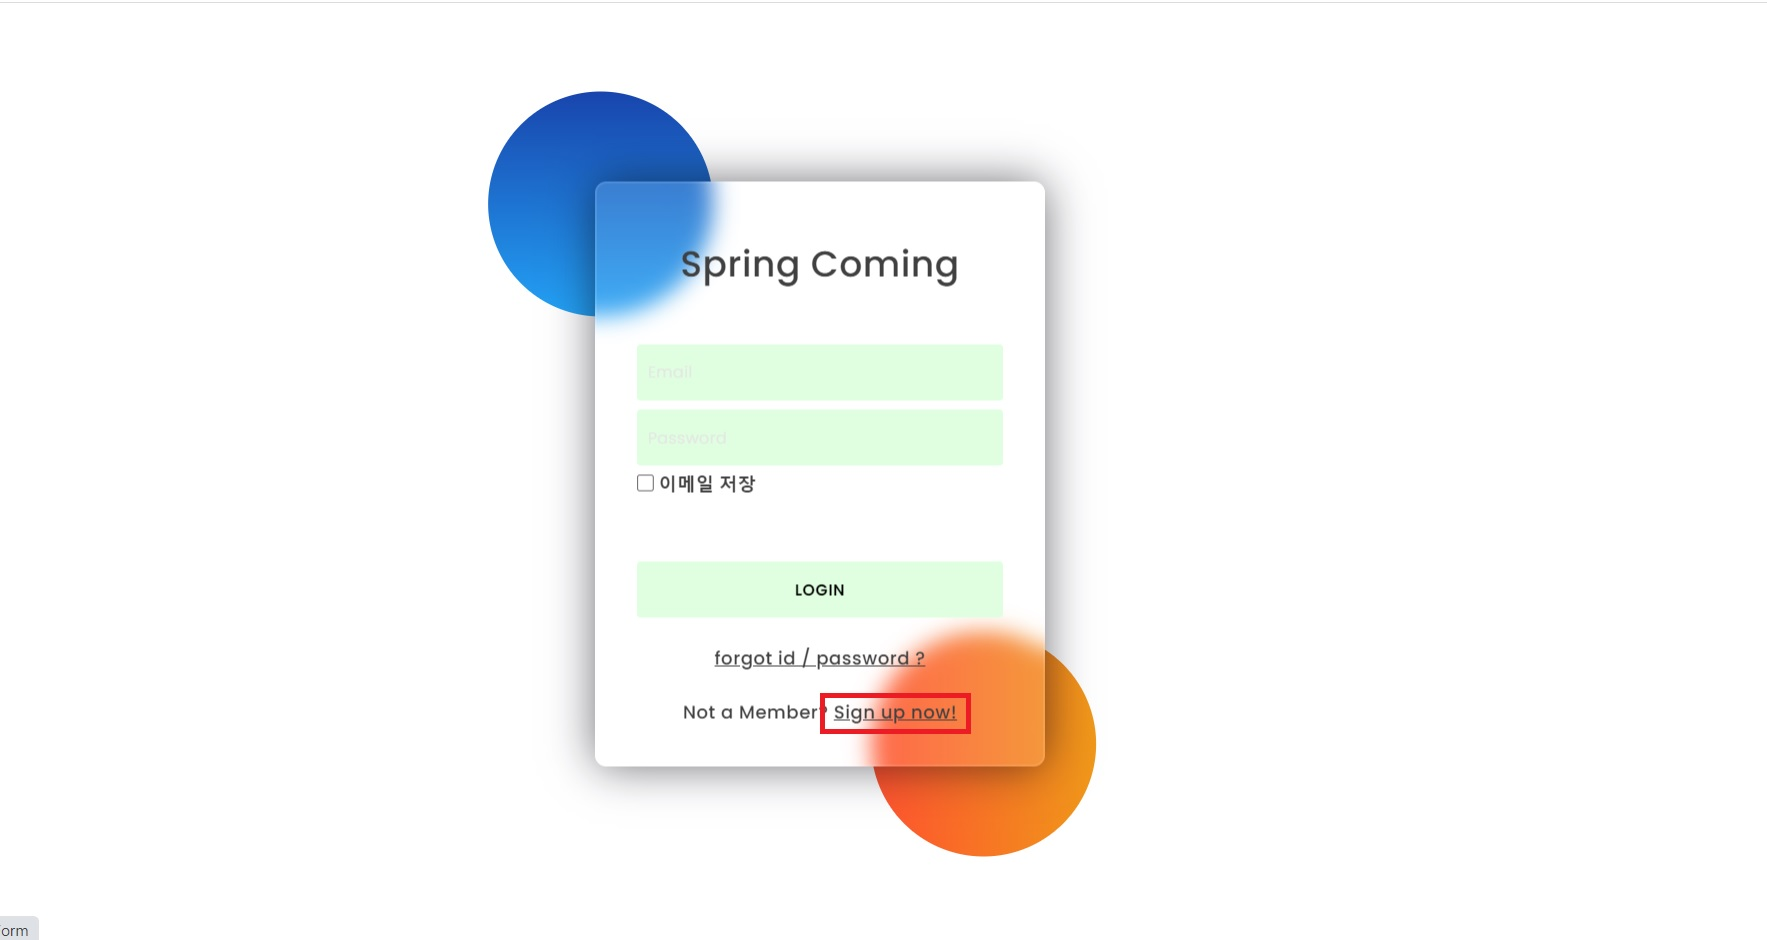 Spring Coming
Email
Password
이메일 저장
LOGIN
forgot id / password ?
Not a Member? Sign up now!
orm